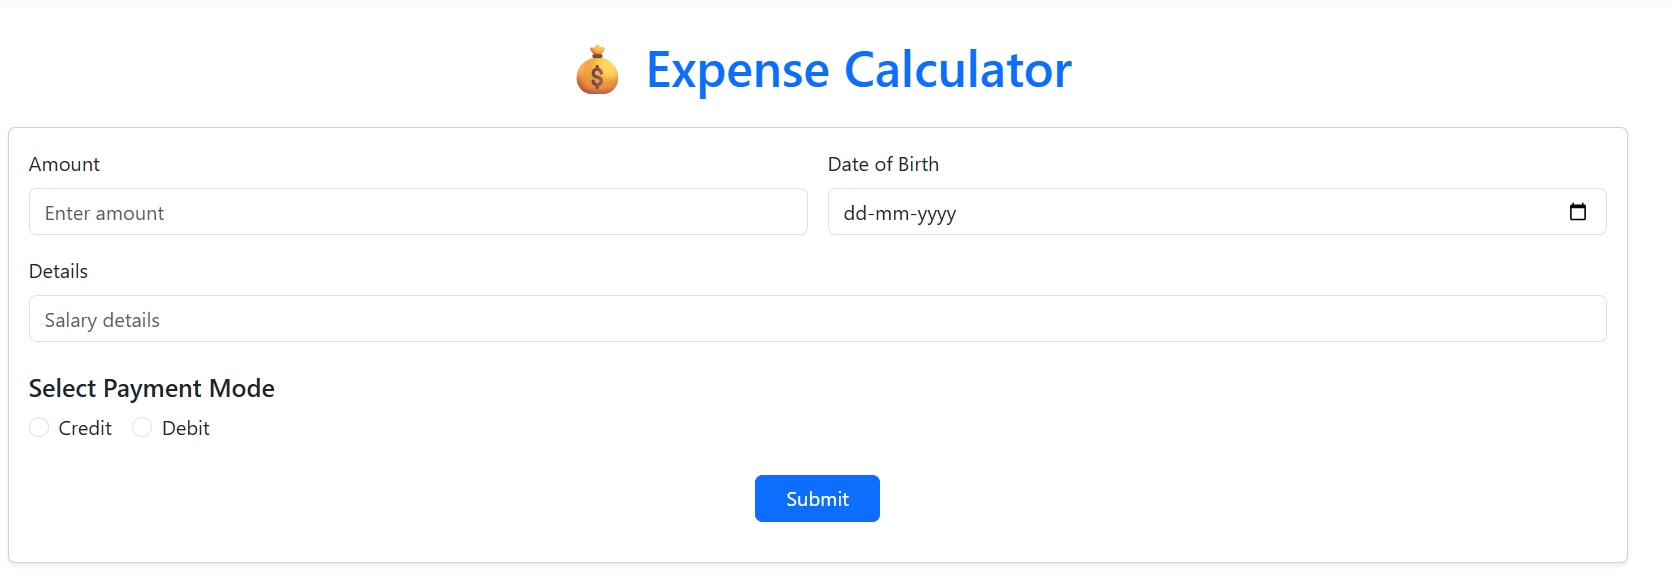 Expense Calculator
Amount
Date of Birth
Enter amount
dd-mm-yyyy
Details
Salary details
Select Payment Mode
Credit
Debit
Submit